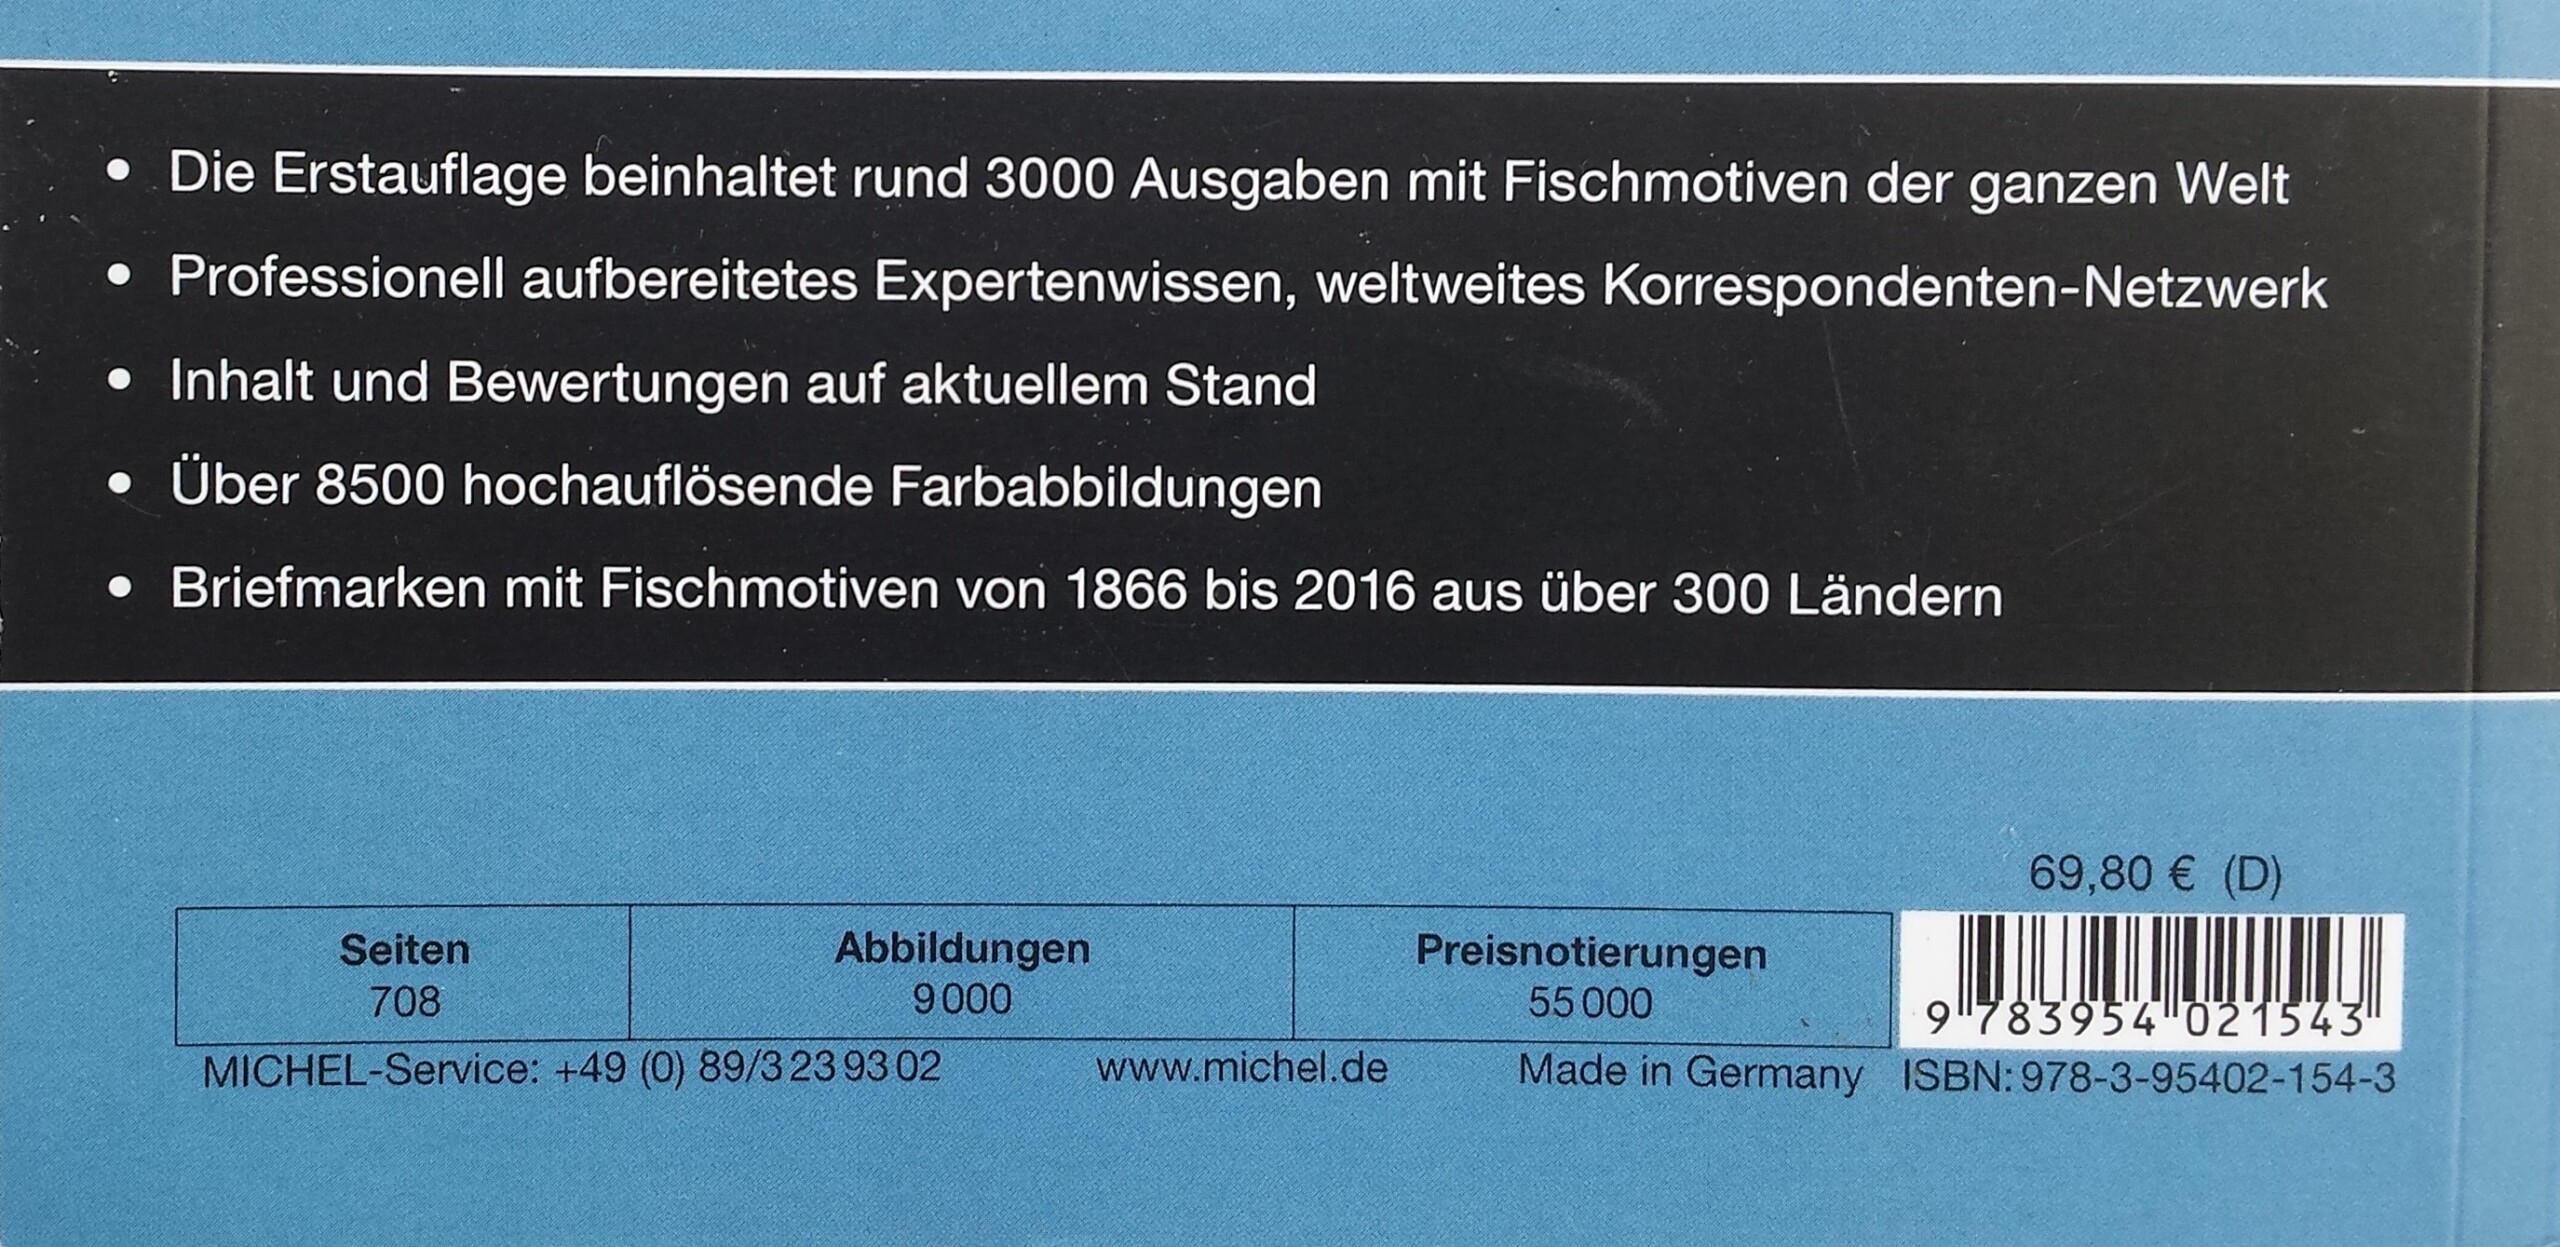 • Die Erstauflage beinhaltet rund 3000 Ausgaben mit Fischmotiven der ganzen Welt
• Professionell aufbereitetes Expertenwissen, weltweites Korrespondenten-Netzwerk
• Inhalt und Bewertungen auf aktuellem Stand
• Über 8500 hochauflösende Farbabbildungen
• Briefmarken mit Fischmotiven von 1866 bis 2016 aus über 300 Ländern
69,80 € (D)
Seiten Abbildungen Preisnotierungen
708 9000 55000
9 783954 021543
MICHEL-Service: +49 (0) 89/3 23 93 02 www.michel.de Made in Germany ISBN: 978-3-95402-154-3